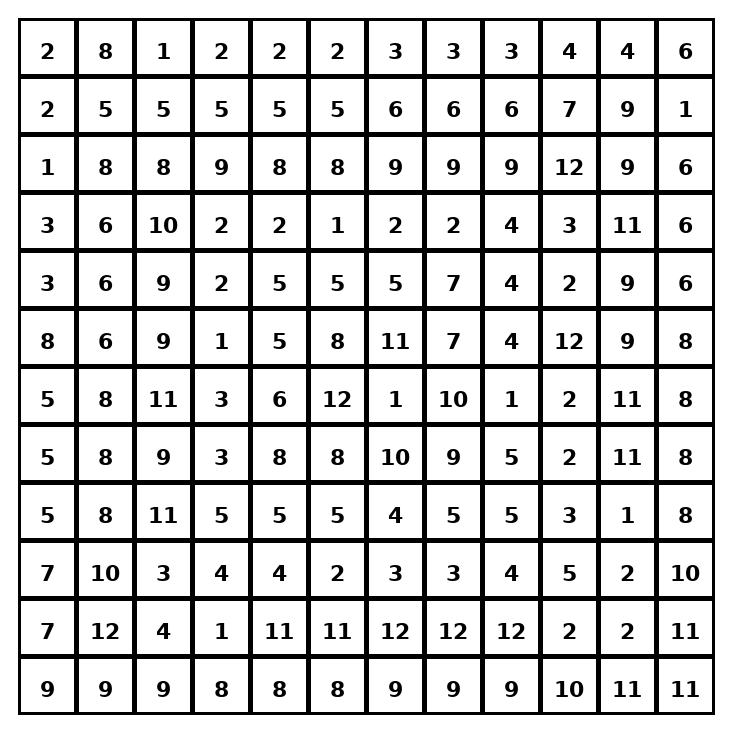 2 8 1 2 2 2 3 3 3 4 4 6
2 5 5 5 5 5 6 6 6 7 9 1
1 8 8 9 8 8 9 9 9 12 9 6
3 6 10 2 2 1 2 2 4 3 11 6
3 6 9 2 5 5 5 7 4 2 9 6
8 6 9 1 5 8 11 7 4 12 9 8
5 8 11 3 6 12 1 10 1 2 11 8
5 8 9 3 8 8 10 9 5 2 11 8
5 8 11 5 5 5 4 5 5 3 1 8
7 10 3 4 4 2 3 3 4 5 2 10
7 12 4 1 11 11 12 12 12 2 2 11
9 9 9 8 8 8 9 9 9 10 11 11